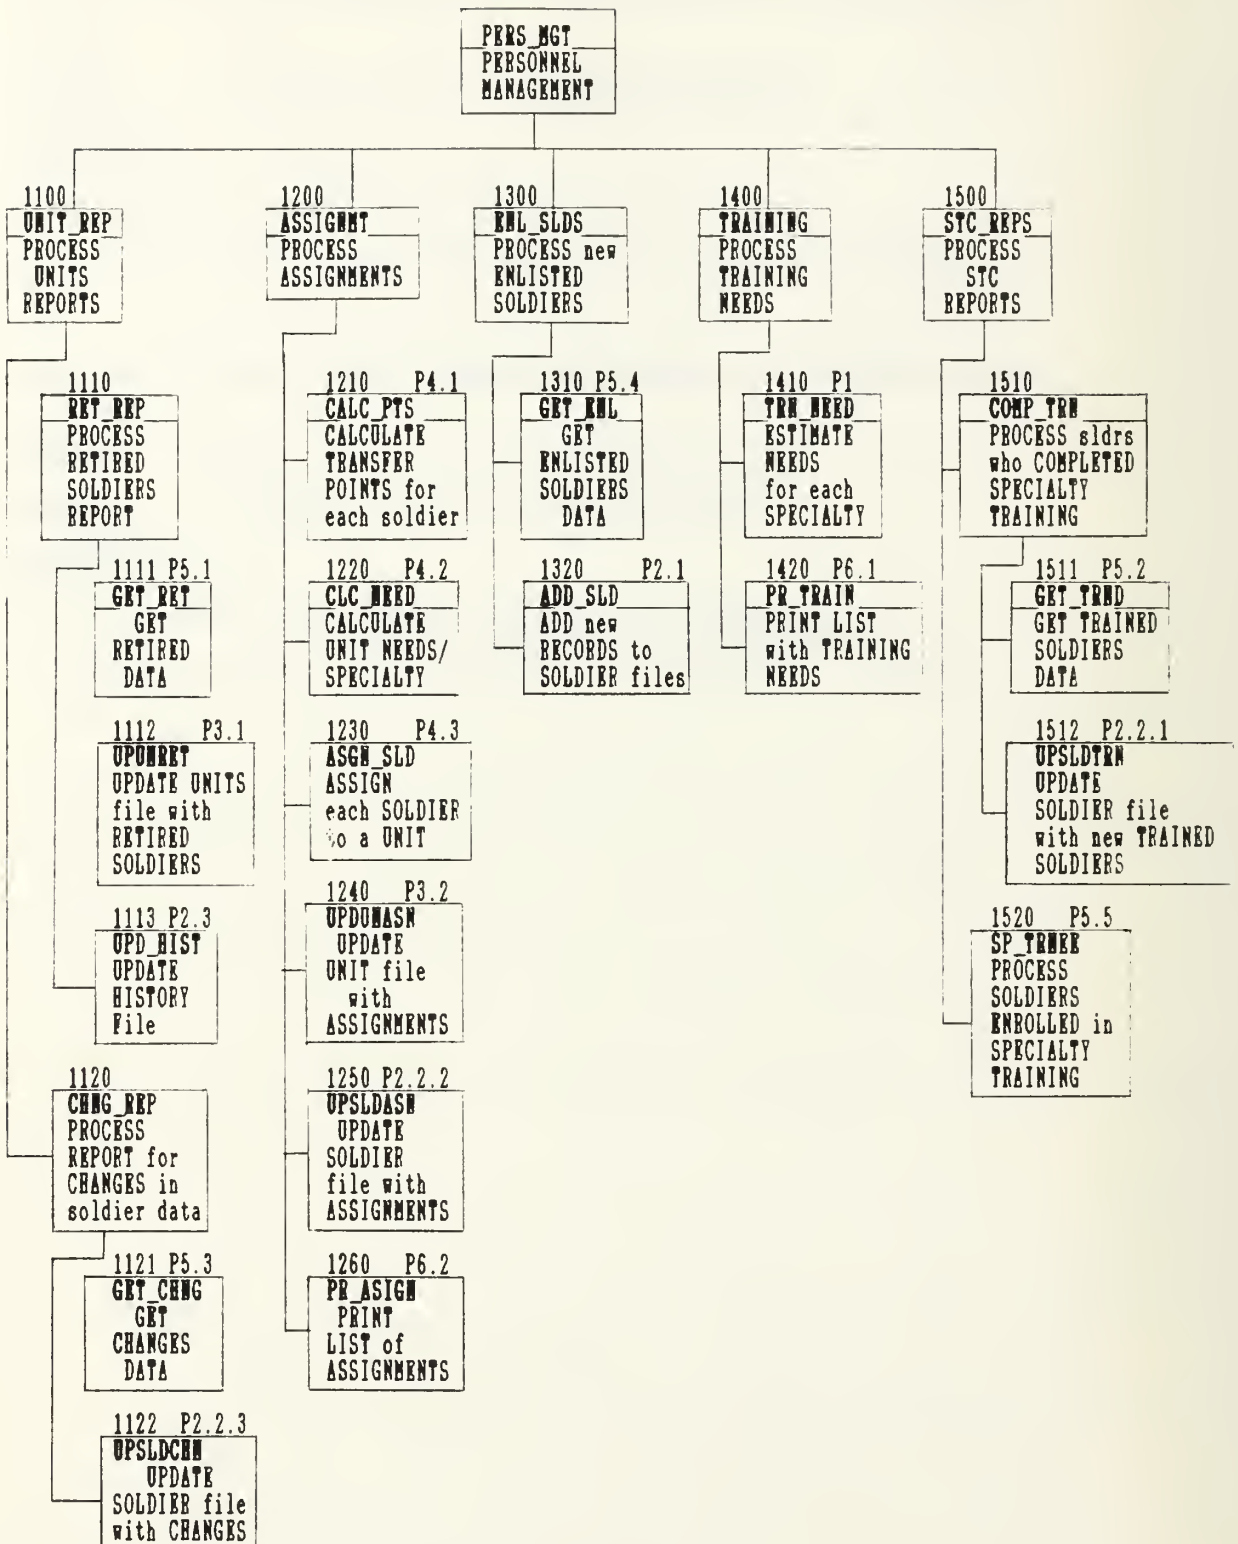 PERS_MGT
PERSONNEL
MANAGEMENT
1100
UNIT_REP
PROCESS
UNITS
REPORTS
1200
ASSIGNMT
PROCESS
ASSIGNMENTS
1300
ENL_SLDS
PROCESS new
ENLISTED
SOLDIERS
1400
TRAINING
PROCESS
TRAINING
NEEDS
1500
STC_REPS
PROCESS
STC
REPORTS
1110
RET_REP
PROCESS
RETIRED
SOLDIERS
REPORT
1111 P5.1
GET_RET
GET
RETIRED
DATA
1112 P3.1
UPUNRET
UPDATE UNITS
file with
RETIRED
SOLDIERS
1113 P2.3
UPD_HIST
UPDATE
HISTORY
File
1120
CHNG_REP
PROCESS
REPORT for
CHANGES in
soldier data
1121 P5.3
GET_CHNG
GET
CHANGES
DATA
1122 P2.2.3
UPSLDCHN
UPDATE
SOLDIER file
with CHANGES
1210 P4.1
CALC_PTS
CALCULATE
TRANSFER
POINTS for
each soldier
1220 P4.2
CLC_NEED
CALCULATE
UNIT NEEDS/
SPECIALTY
1230 P4.3
ASGN_SLD
ASSIGN
each SOLDIER
to a UNIT
1240 P3.2
UPDUNASN
UPDATE
UNIT file
with
ASSIGNMENTS
1250 P2.2.2
UPSLDASN
UPDATE
SOLDIER
file with
ASSIGNMENTS
1260 P6.2
PR_ASIGN
PRINT
LIST of
ASSIGNMENTS
1310 P5.4
GET_ENL
GET
ENLISTED
SOLDIERS
DATA
1320 P2.1
ADD_SLD
ADD new
RECORDS to
SOLDIER files
1410 P1
TRN_NEED
ESTIMATE
NEEDS
for each
SPECIALTY
1420 P6.1
PR_TRAIN
PRINT LIST
with TRAINING
NEEDS
1510
COMP_TRN
PROCESS sldrs
who COMPLETED
SPECIALTY
TRAINING
1511 P5.2
GET_TRND
GET TRAINED
SOLDIERS
DATA
1512 P2.2.1
UPSLDTRN
UPDATE
SOLDIER file
with new TRAINED
SOLDIERS
1520 P5.5
SP_TRNEE
PROCESS
SOLDIERS
ENROLLED in
SPECIALTY
TRAINING